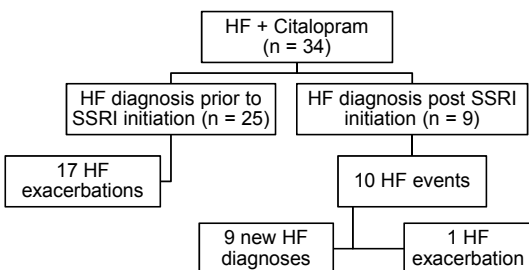 HF + Citalopram
(n = 34)
HF diagnosis prior to
SSRI initiation (n = 25)
HF diagnosis post SSRI
initiation (n = 9)
17 HF
exacerbations
10 HF events
9 new HF
diagnoses
1 HF
exacerbation